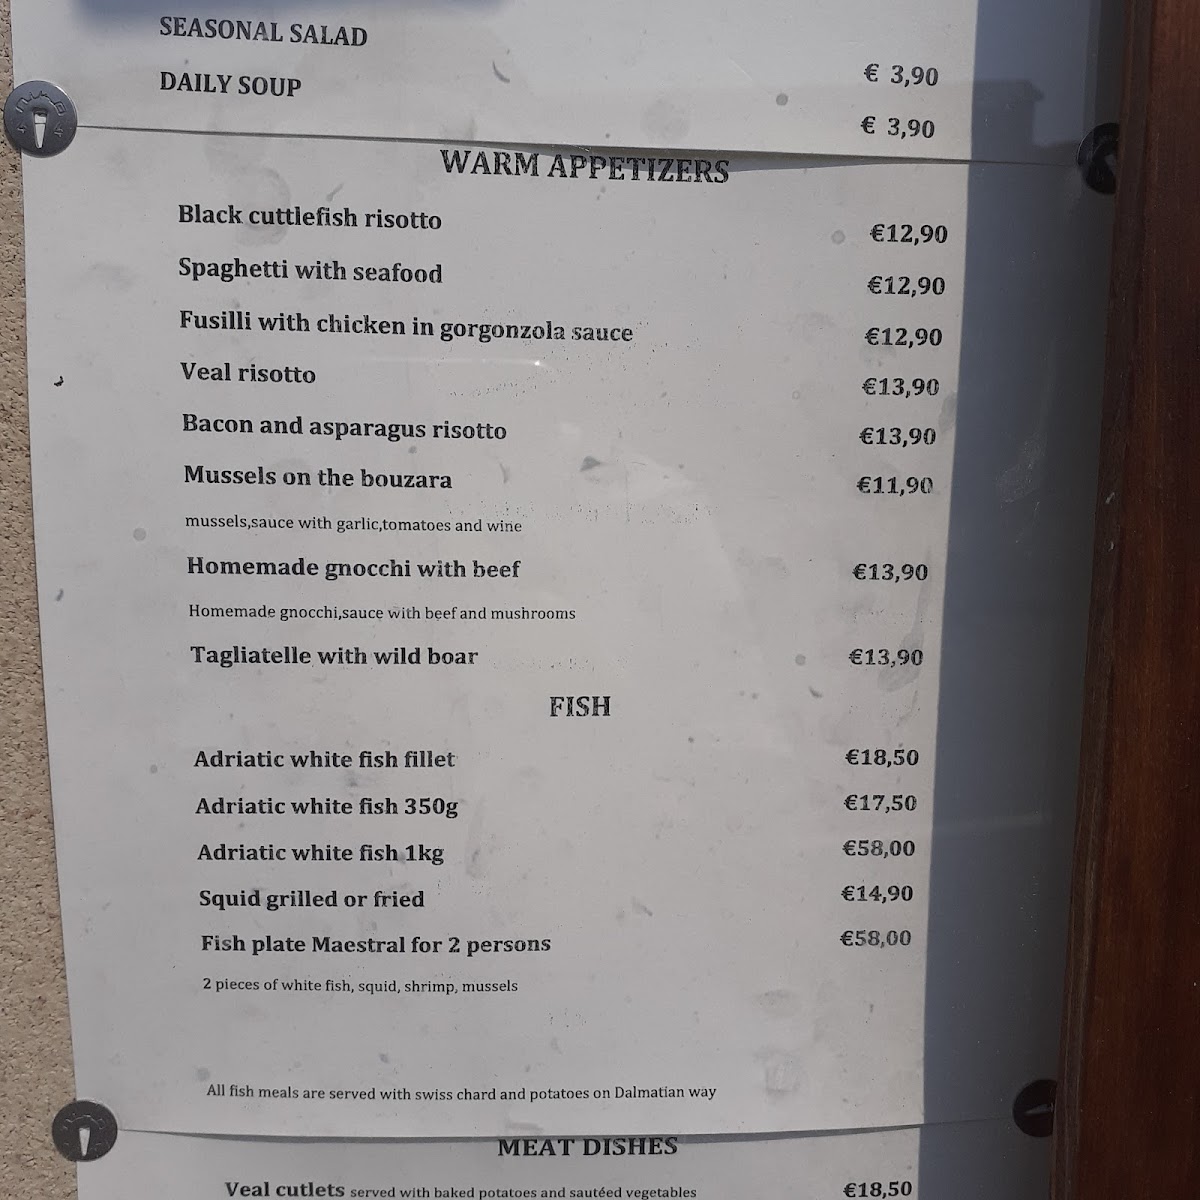 SEASONAL SALAD € 3,90
DAILY SOUP € 3,90
WARM APPETIZERS
Black cuttlefish risotto €12,90
Spaghetti with seafood €12,90
Fusilli with chicken in gorgonzola sauce €12,90
Veal risotto €13,90
Bacon and asparagus risotto €13,90
Mussels on the bouzara €11,90
mussels,sauce with garlic,tomatoes and wine
Homemade gnocchi with beef €13,90
Homemade gnocchi,sauce with beef and mushrooms
Tagliatelle with wild boar €13,90
FISH
Adriatic white fish fillet €18,50
Adriatic white fish 350g €17,50
Adriatic white fish 1kg €58,00
Squid grilled or fried €14,90
Fish plate Maestral for 2 persons €58,00
2 pieces of white fish, squid, shrimp, mussels
All fish meals are served with swiss chard and potatoes on Dalmatian way
MEAT DISHES
Veal cutlets served with baked potatoes and sautéed vegetables €18,50